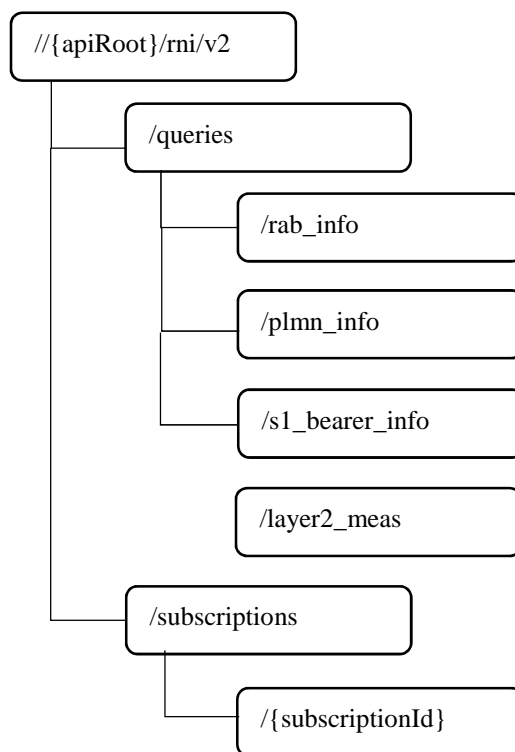 //{apiRoot}/rni/v2
/queries
/rab_info
/plmn_info
/s1_bearer_info
/layer2_meas
/subscriptions
/{subscriptionId}